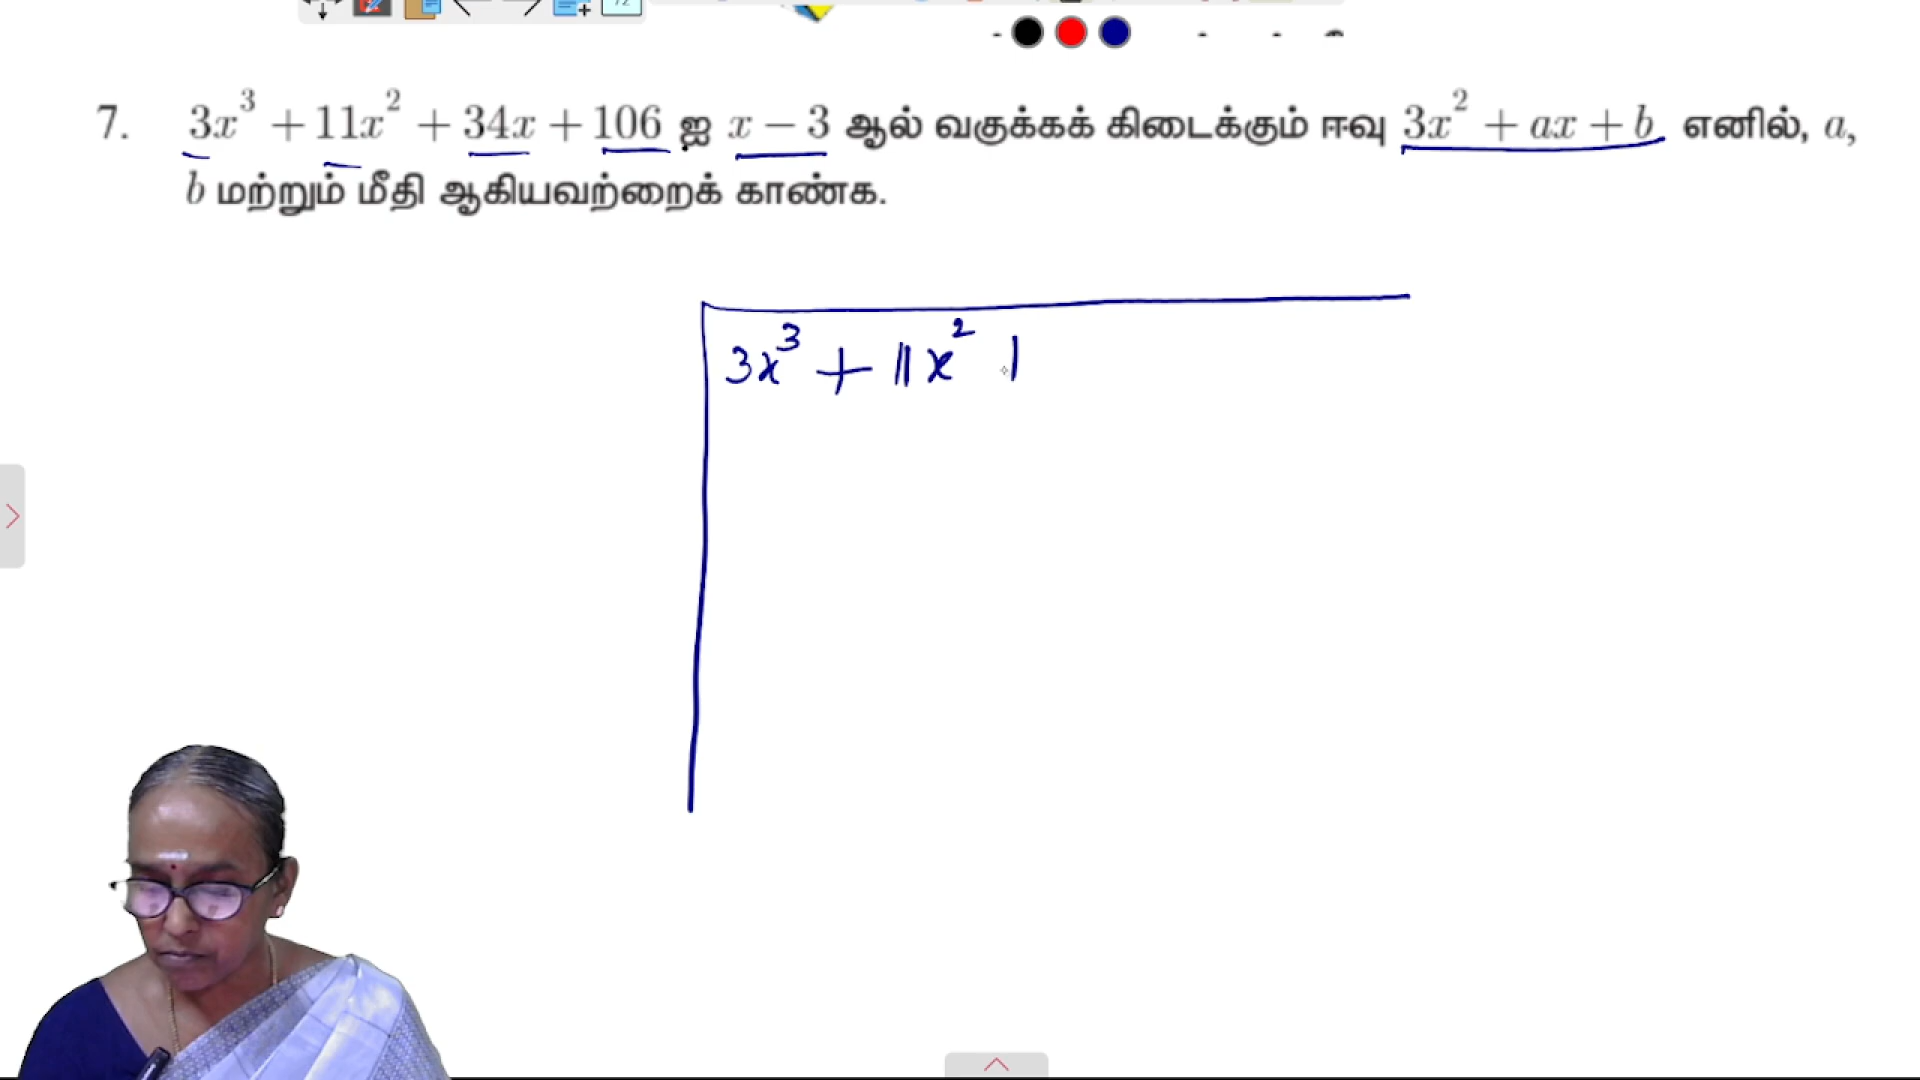 7. 3x³ + 11x² + 34x + 106 ஐ x − 3 ஆல் வகுக்கக் கிடைக்கும் ஈவு 3x² + ax + b எனில், a,
b மற்றும் மீதி ஆகியவற்றைக் காண்க.
3x³ + 11x²